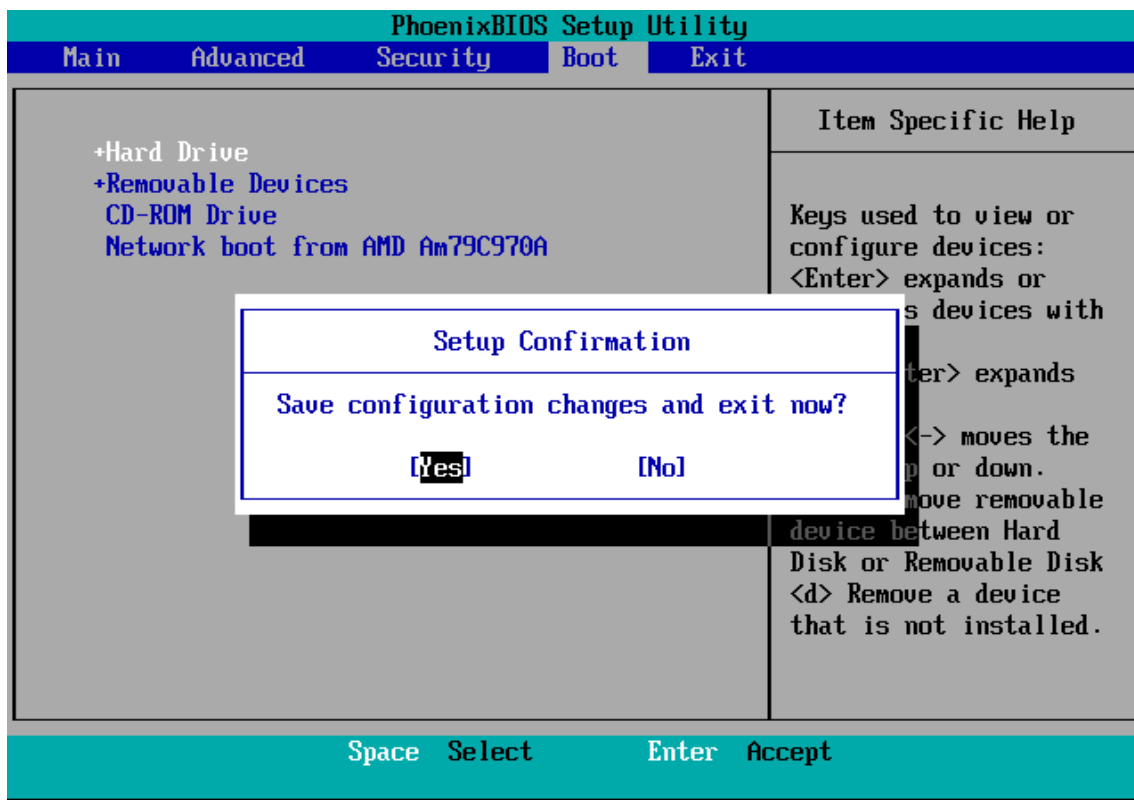 PhoenixBIOS Setup Utility
Main Advanced Security Boot Exit
+Hard Drive
+Removable Devices
CD-ROM Drive
Network boot from AMD Am79C970A
Item Specific Help
Keys used to view or
configure devices:
<Enter> expands or
devices with
expands
<-> moves the
or down.
move removable
device between Hard
Disk or Removable Disk
<d> Remove a device
that is not installed.
Setup Confirmation
Save configuration changes and exit now?
[Yes] [No]
Space Select Enter Accept